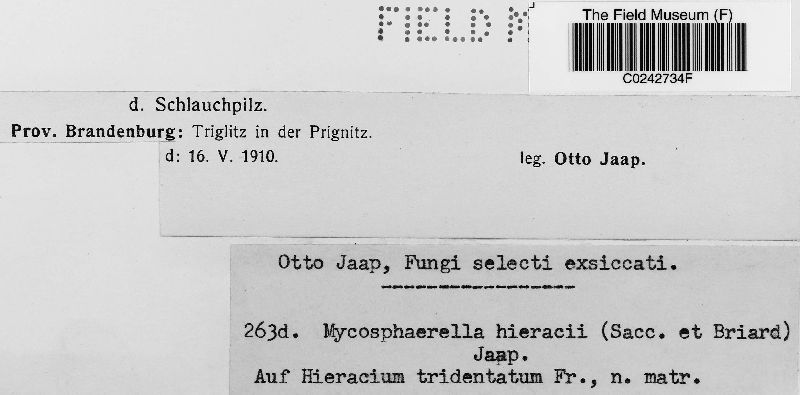 FIELD M
The Field Museum (F)
C0242734F
d. Schlauchpilz.
Prov. Brandenburg: Triglitz in der Prignitz.
d: 16. V. 1910. leg. Otto Jaap.
Otto Jaap, Fungi selecti exsiccati.
263d. Mycosphaerella hieracii (Sacc. et Briard)
Jaap.
Auf Hieracium tridentatum Fr., n. matr.